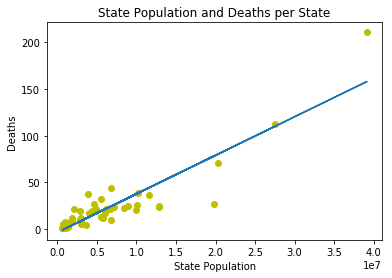 State Population and Deaths per State
200
150
100
50
0
Deaths
0.0 0.5 1.0 1.5 2.0 2.5 3.0 3.5 4.0
1e7
State Population